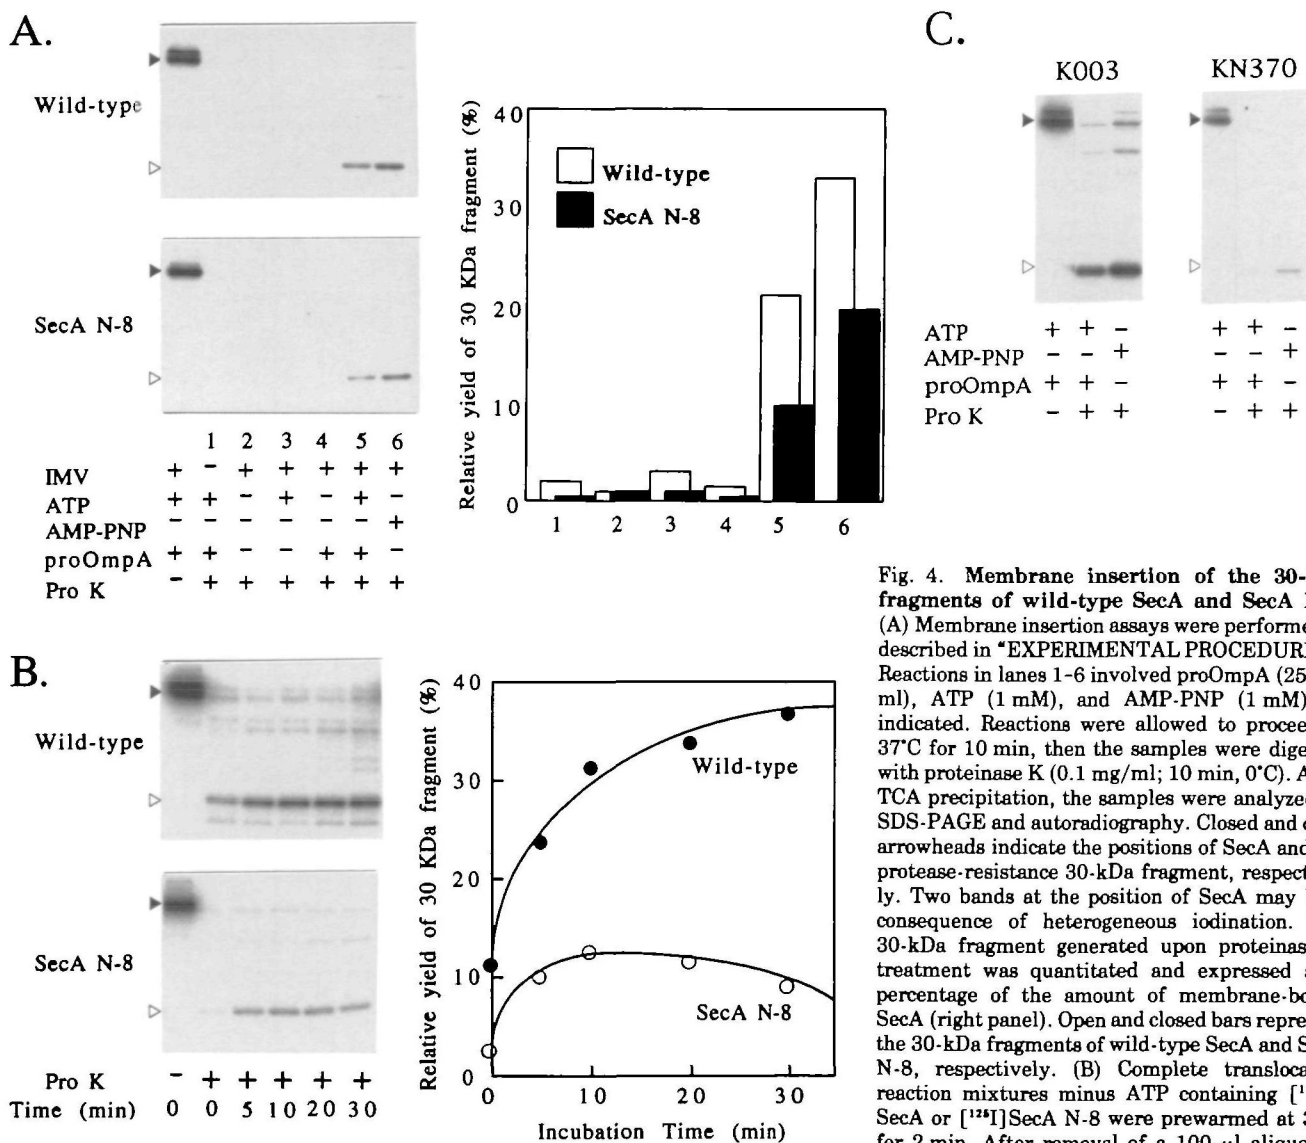 A.
Wild-type
SecA N-8
1 2 3 4 5 6
IMV + − + + + + +
ATP + + − + − + −
AMP-PNP − − − − − − +
proOmpA + + − − + + −
Pro K − + + + + + +
Relative yield of 30 KDa fragment (%)
40
30
20
10
0
Wild-type
SecA N-8
1 2 3 4 5 6
C.
K003 KN370
ATP + + − + + −
AMP-PNP − − + − − +
proOmpA + + − + + −
Pro K − + + − + +
B.
Wild-type
SecA N-8
Pro K − + + + + +
Time (min) 0 0 5 10 20 30
Relative yield of 30 KDa fragment (%)
40
30
20
10
0
Wild-type
SecA N-8
0 10 20 30
Incubation Time (min)
Fig. 4. Membrane insertion of the 30-
fragments of wild-type SecA and SecA
(A) Membrane insertion assays were performe
described in "EXPERIMENTAL PROCEDUR
Reactions in lanes 1-6 involved proOmpA (25
ml), ATP (1 mM), and AMP-PNP (1 mM)
indicated. Reactions were allowed to procee
37°C for 10 min, then the samples were dige
with proteinase K (0.1 mg/ml; 10 min, 0°C). A
TCA precipitation, the samples were analyze
SDS-PAGE and autoradiography. Closed and
arrowheads indicate the positions of SecA and
protease-resistance 30-kDa fragment, respect
ly. Two bands at the position of SecA may
consequence of heterogeneous iodination.
30-kDa fragment generated upon proteinas
treatment was quantitated and expressed
percentage of the amount of membrane-bo
SecA (right panel). Open and closed bars repre
the 30-kDa fragments of wild-type SecA and S
N-8, respectively. (B) Complete transloca
reaction mixtures minus ATP containing [¹
SecA or [¹²⁵I]SecA N-8 were prewarmed at
for 2 min. After removal of a 100 μl aliquo